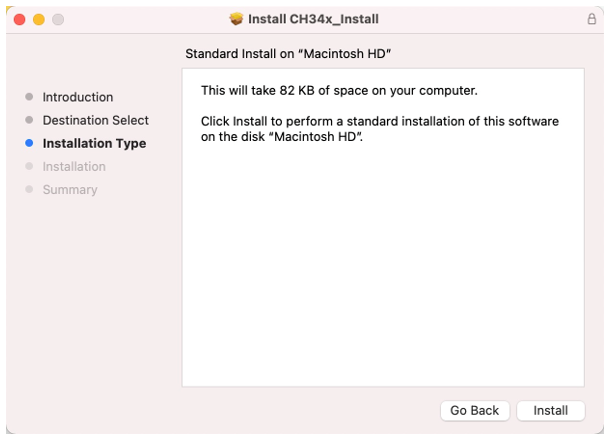 Install CH34x_Install
Standard Install on “Macintosh HD”
Introduction
Destination Select
Installation Type
Installation
Summary
This will take 82 KB of space on your computer.
Click Install to perform a standard installation of this software
on the disk “Macintosh HD”.
Go Back
Install